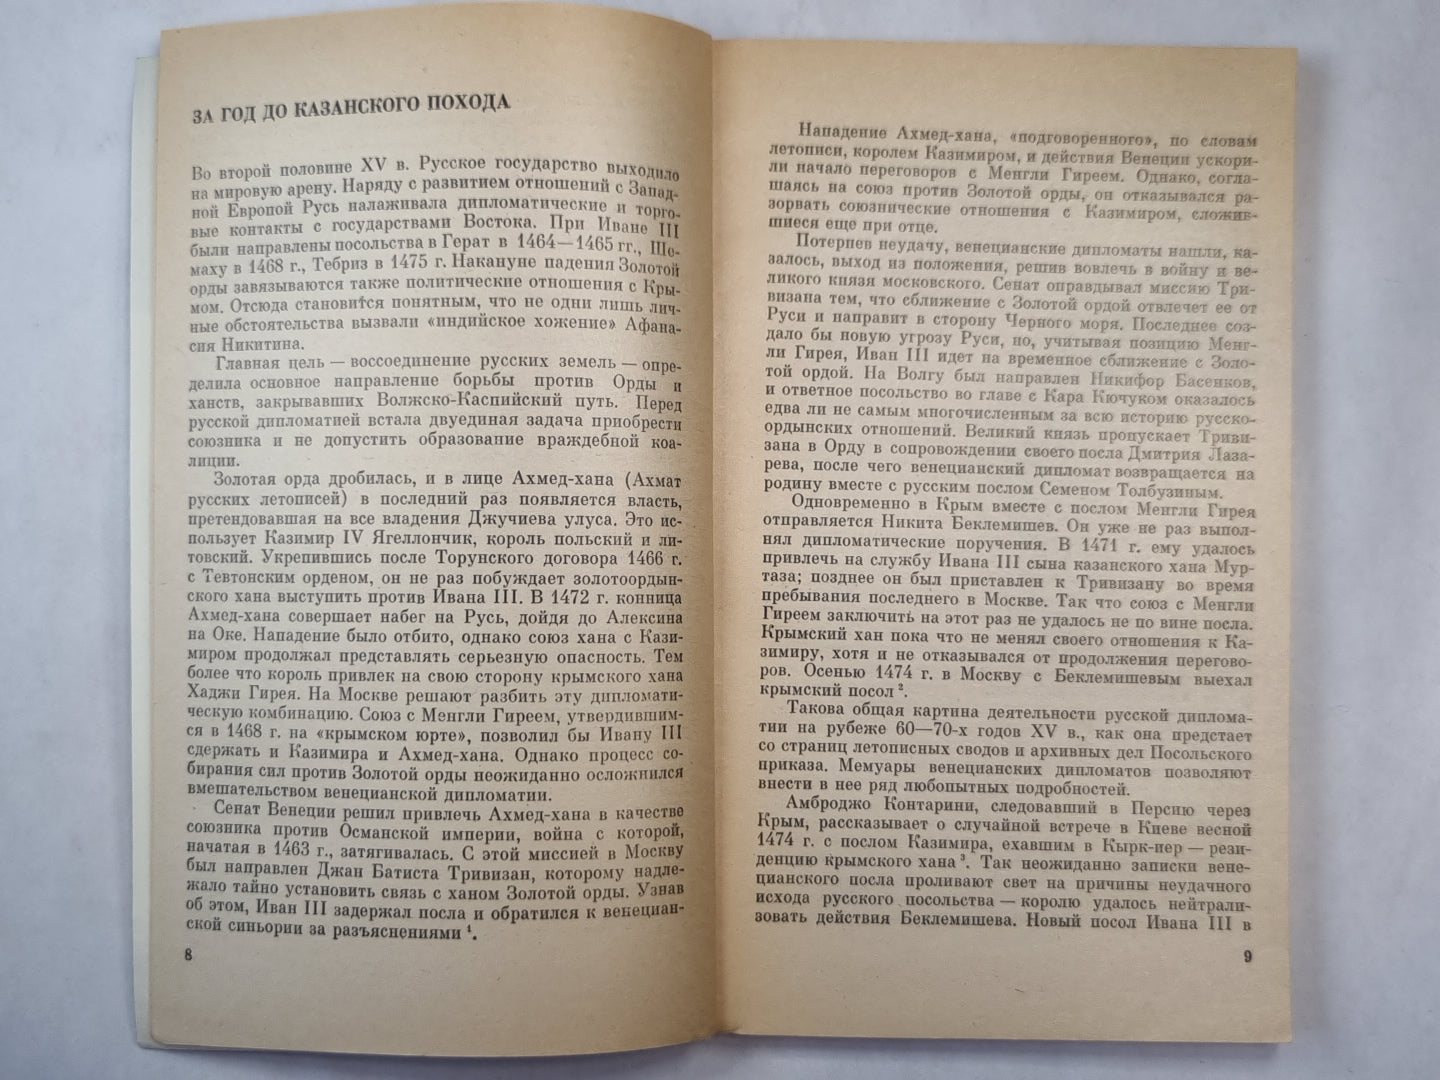 ЗА ГОД ДО КАЗАНСКОГО ПОХОДА
Во второй половине XV в. Русское государство выходило
на мировую арену. Наряду с развитием отношений с Запад-
ной Европой Русь налаживала дипломатические и торго-
вые контакты с государствами Востока. При Иване III
были направлены посольства в Герат в 1464—1465 гг., Ше-
маху в 1468 г., Тебриз в 1475 г. Накануне падения Золотой
орды завязываются также политические отношения с Кры-
мом. Отсюда становится понятным, что не одни лишь лич-
ные обстоятельства вызвали «индийское хожение» Афана-
сия Никитина.
Главная цель — воссоединение русских земель — опре-
делила основное направление борьбы против Орды и
ханств, закрывавших Волжско-Каспийский путь. Перед
русской дипломатией встала двуединая задача приобрести
союзника и не допустить образование враждебной коа-
лиции.
Золотая орда дробилась, и в лице Ахмед-хана (Ахмат
русских летописей) в последний раз появляется власть,
претендовавшая на все владения Джучиева улуса. Это ис-
пользует Казимир IV Ягеллончик, король польский и ли-
товский. Укрепившись после Торунского договора 1466 г.
с Тевтонским орденом, он не раз побуждает золотоордын-
ского хана выступить против Ивана III. В 1472 г. конница
Ахмед-хана совершает набег на Русь, дойдя до Алексина
на Оке. Нападение было отбито, однако союз хана с Кази-
миром продолжал представлять серьезную опасность. Тем
более что король привлек на свою сторону крымского хана
Хаджи Гирея. На Москве решают разбить эту дипломати-
ческую комбинацию. Союз с Менгли Гиреем, утвердившим-
ся в 1468 г. на «крымском юрте», позволил бы Ивану III
сдержать и Казимира и Ахмед-хана. Однако процесс со-
бирания сил против Золотой орды неожиданно осложнился
вмешательством венецианской дипломатии.
Сенат Венеции решил привлечь Ахмед-хана в качестве
союзника против Османской империи, война с которой,
начатая в 1463 г., затягивалась. С этой миссией в Москву
был направлен Джан Батиста Тривизан, которому надле-
жало тайно установить связь с ханом Золотой орды. Узнав
об этом, Иван III задержал посла и обратился к венециан-
ской синьории за разъяснениями ¹.
8
Нападение Ахмед-хана, «подговоренного», по словам
летописи, королем Казимиром, и действия Венеции ускори-
ли начало переговоров с Менгли Гиреем. Однако, согла-
шаясь на союз против Золотой орды, он отказывался ра-
зорвать союзнические отношения с Казимиром, сложив-
шиеся еще при отце.
Потерпев неудачу, венецианские дипломаты нашли, ка-
залось, выход из положения, решив вовлечь в войну и ве-
ликого князя московского. Сенат оправдывал миссию Три-
визана тем, что сближение с Золотой ордой отвлечет ее от
Руси и направит в сторону Черного моря. Последнее соз-
дало бы новую угрозу Руси, но, учитывая позицию Менг-
ли Гирея, Иван III идет на временное сближение с Золо-
той ордой. На Волгу был направлен Никифор Басенков,
и ответное посольство во главе с Кара Кючуком оказалось
едва ли не самым многочисленным за всю историю русско-
ордынских отношений. Великий князь пропускает Триви-
зана в Орду в сопровождении своего посла Дмитрия Лаза-
рева, после чего венецианский дипломат возвращается на
родину вместе с русским послом Семеном Толбузиным.
Одновременно в Крым вместе с послом Менгли Гирея
отправляется Никита Беклемишев. Он уже не раз выпол-
нял дипломатические поручения. В 1471 г. ему удалось
привлечь на службу Ивана III сына казанского хана Мур-
таза; позднее он был приставлен к Тривизану во время
пребывания последнего в Москве. Так что союз с Менгли
Гиреем заключить на этот раз не удалось не по вине посла.
Крымский хан пока что не менял своего отношения к Ка-
зимиру, хотя и не отказывался от продолжения перегово-
ров. Осенью 1474 г. в Москву с Беклемишевым выехал
крымский посол ².
Такова общая картина деятельности русской диплома-
тии на рубеже 60—70-х годов XV в., как она предстает
со страниц летописных сводов и архивных дел Посольского
приказа. Мемуары венецианских дипломатов позволяют
внести в нее ряд любопытных подробностей.
Амброджо Контарини, следовавший в Персию через
Крым, рассказывает о случайной встрече в Киеве весной
1474 г. с послом Казимира, ехавшим в Кырк-иер — рези-
денцию крымского хана ³. Так неожиданно записки вене-
цианского посла проливают свет на причины неудачного
исхода русского посольства — королю удалось нейтрали-
зовать действия Беклемишева. Новый посол Ивана III в
9